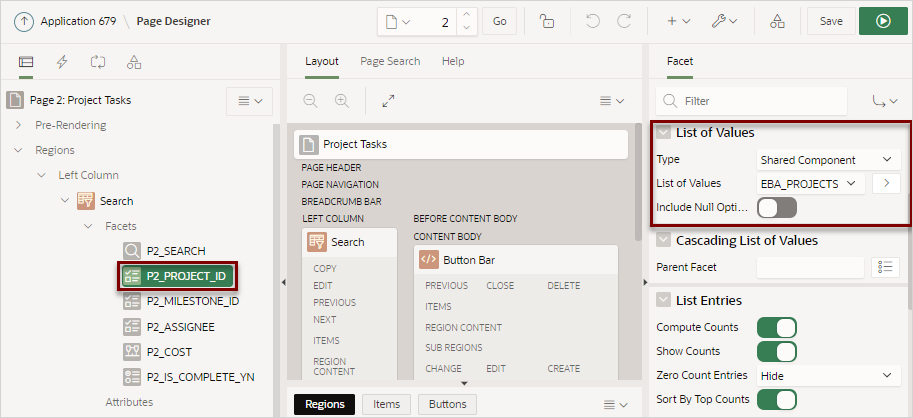 Application 679 \ Page Designer
2
Go
Save
Page 2: Project Tasks
Pre-Rendering
Regions
Left Column
Search
Facets
P2_SEARCH
P2_PROJECT_ID
P2_MILESTONE_ID
P2_ASSIGNEE
P2_COST
P2_IS_COMPLETE_YN
Attributes
Layout Page Search Help
Project Tasks
PAGE HEADER
PAGE NAVIGATION
BREADCRUMB BAR
LEFT COLUMN
Search
COPY
EDIT
PREVIOUS
NEXT
ITEMS
REGION
CONTENT
BEFORE CONTENT BODY
CONTENT BODY
Button Bar
PREVIOUS CLOSE DELETE
ITEMS
REGION CONTENT
SUB REGIONS
CHANGE EDIT CREATE
Regions Items Buttons
Facet
Filter
List of Values
Type Shared Component
List of Values EBA_PROJECTS
Include Null Opti...
Cascading List of Values
Parent Facet
List Entries
Compute Counts
Show Counts
Zero Count Entries Hide
Sort By Top Counts